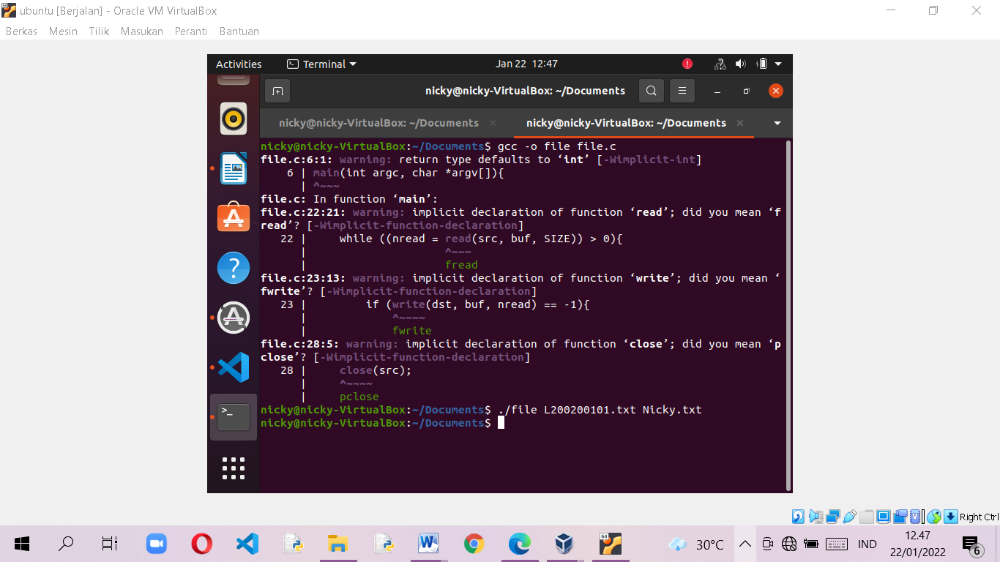 ubuntu [Berjalan] - Oracle VM VirtualBox
Berkas Mesin Tilik Masukan Peranti Bantuan
Activities Terminal Jan 22 12:47
nicky@nicky-VirtualBox: ~/Documents
nicky@nicky-VirtualBox: ~/Documents × nicky@nicky-VirtualBox: ~/Documents ×
nicky@nicky-VirtualBox:~/Documents$ gcc -o file file.c
file.c:6:1: warning: return type defaults to ‘int’ [-Wimplicit-int]
    6 | main(int argc, char *argv[]){
      | ^~~~
file.c: In function ‘main’:
file.c:22:21: warning: implicit declaration of function ‘read’; did you mean ‘f
read’? [-Wimplicit-function-declaration]
   22 |     while ((nread = read(src, buf, SIZE)) > 0){
      |                     ^~~~
      |                     fread
file.c:23:13: warning: implicit declaration of function ‘write’; did you mean ‘
fwrite’? [-Wimplicit-function-declaration]
   23 |         if (write(dst, buf, nread) == -1){
      |             ^~~~~
      |             fwrite
file.c:28:5: warning: implicit declaration of function ‘close’; did you mean ‘p
close’? [-Wimplicit-function-declaration]
   28 |     close(src);
      |     ^~~~~
      |     pclose
nicky@nicky-VirtualBox:~/Documents$ ./file L200200101.txt Nicky.txt
nicky@nicky-VirtualBox:~/Documents$
Right Ctrl
30°C IND 12.47
22/01/2022 6
64